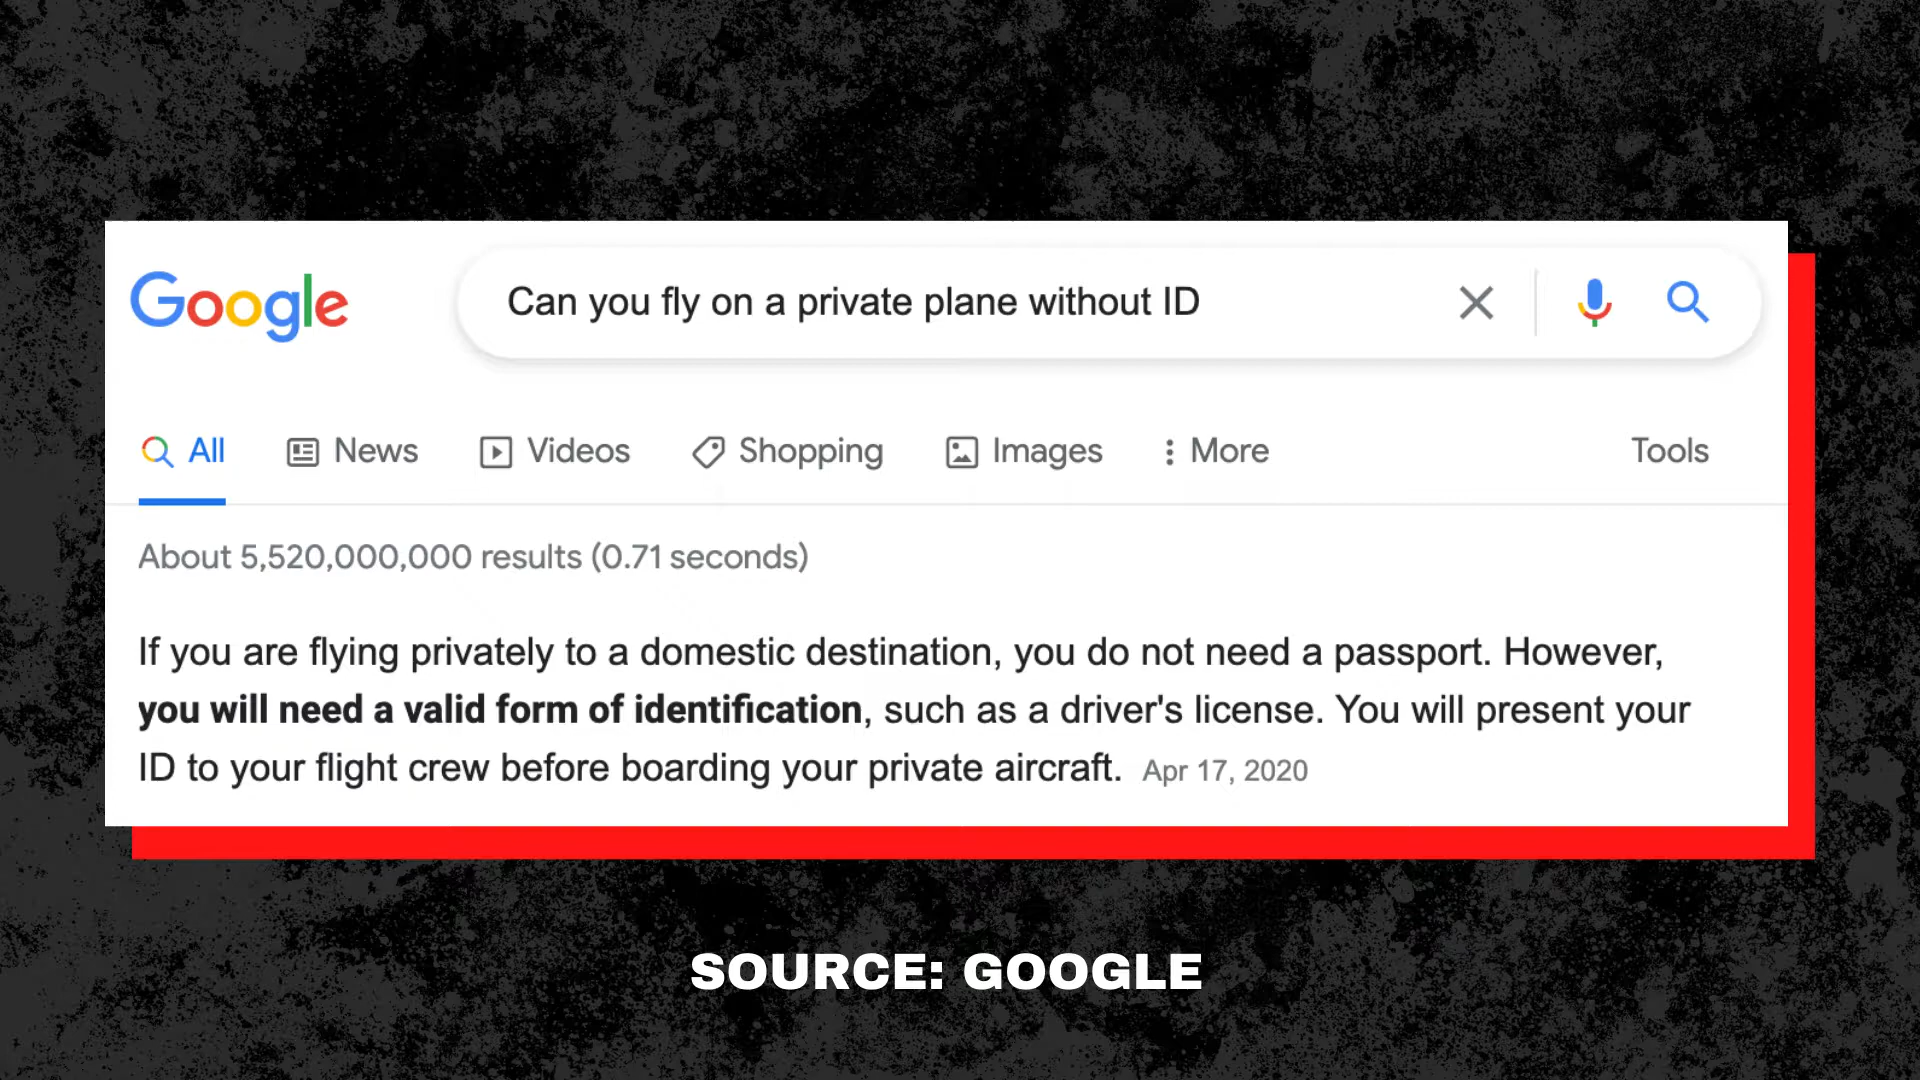 Google
Can you fly on a private plane without ID
All News Videos Shopping Images More Tools
About 5,520,000,000 results (0.71 seconds)
If you are flying privately to a domestic destination, you do not need a passport. However,
you will need a valid form of identification, such as a driver's license. You will present your
ID to your flight crew before boarding your private aircraft. Apr 17, 2020
SOURCE: GOOGLE